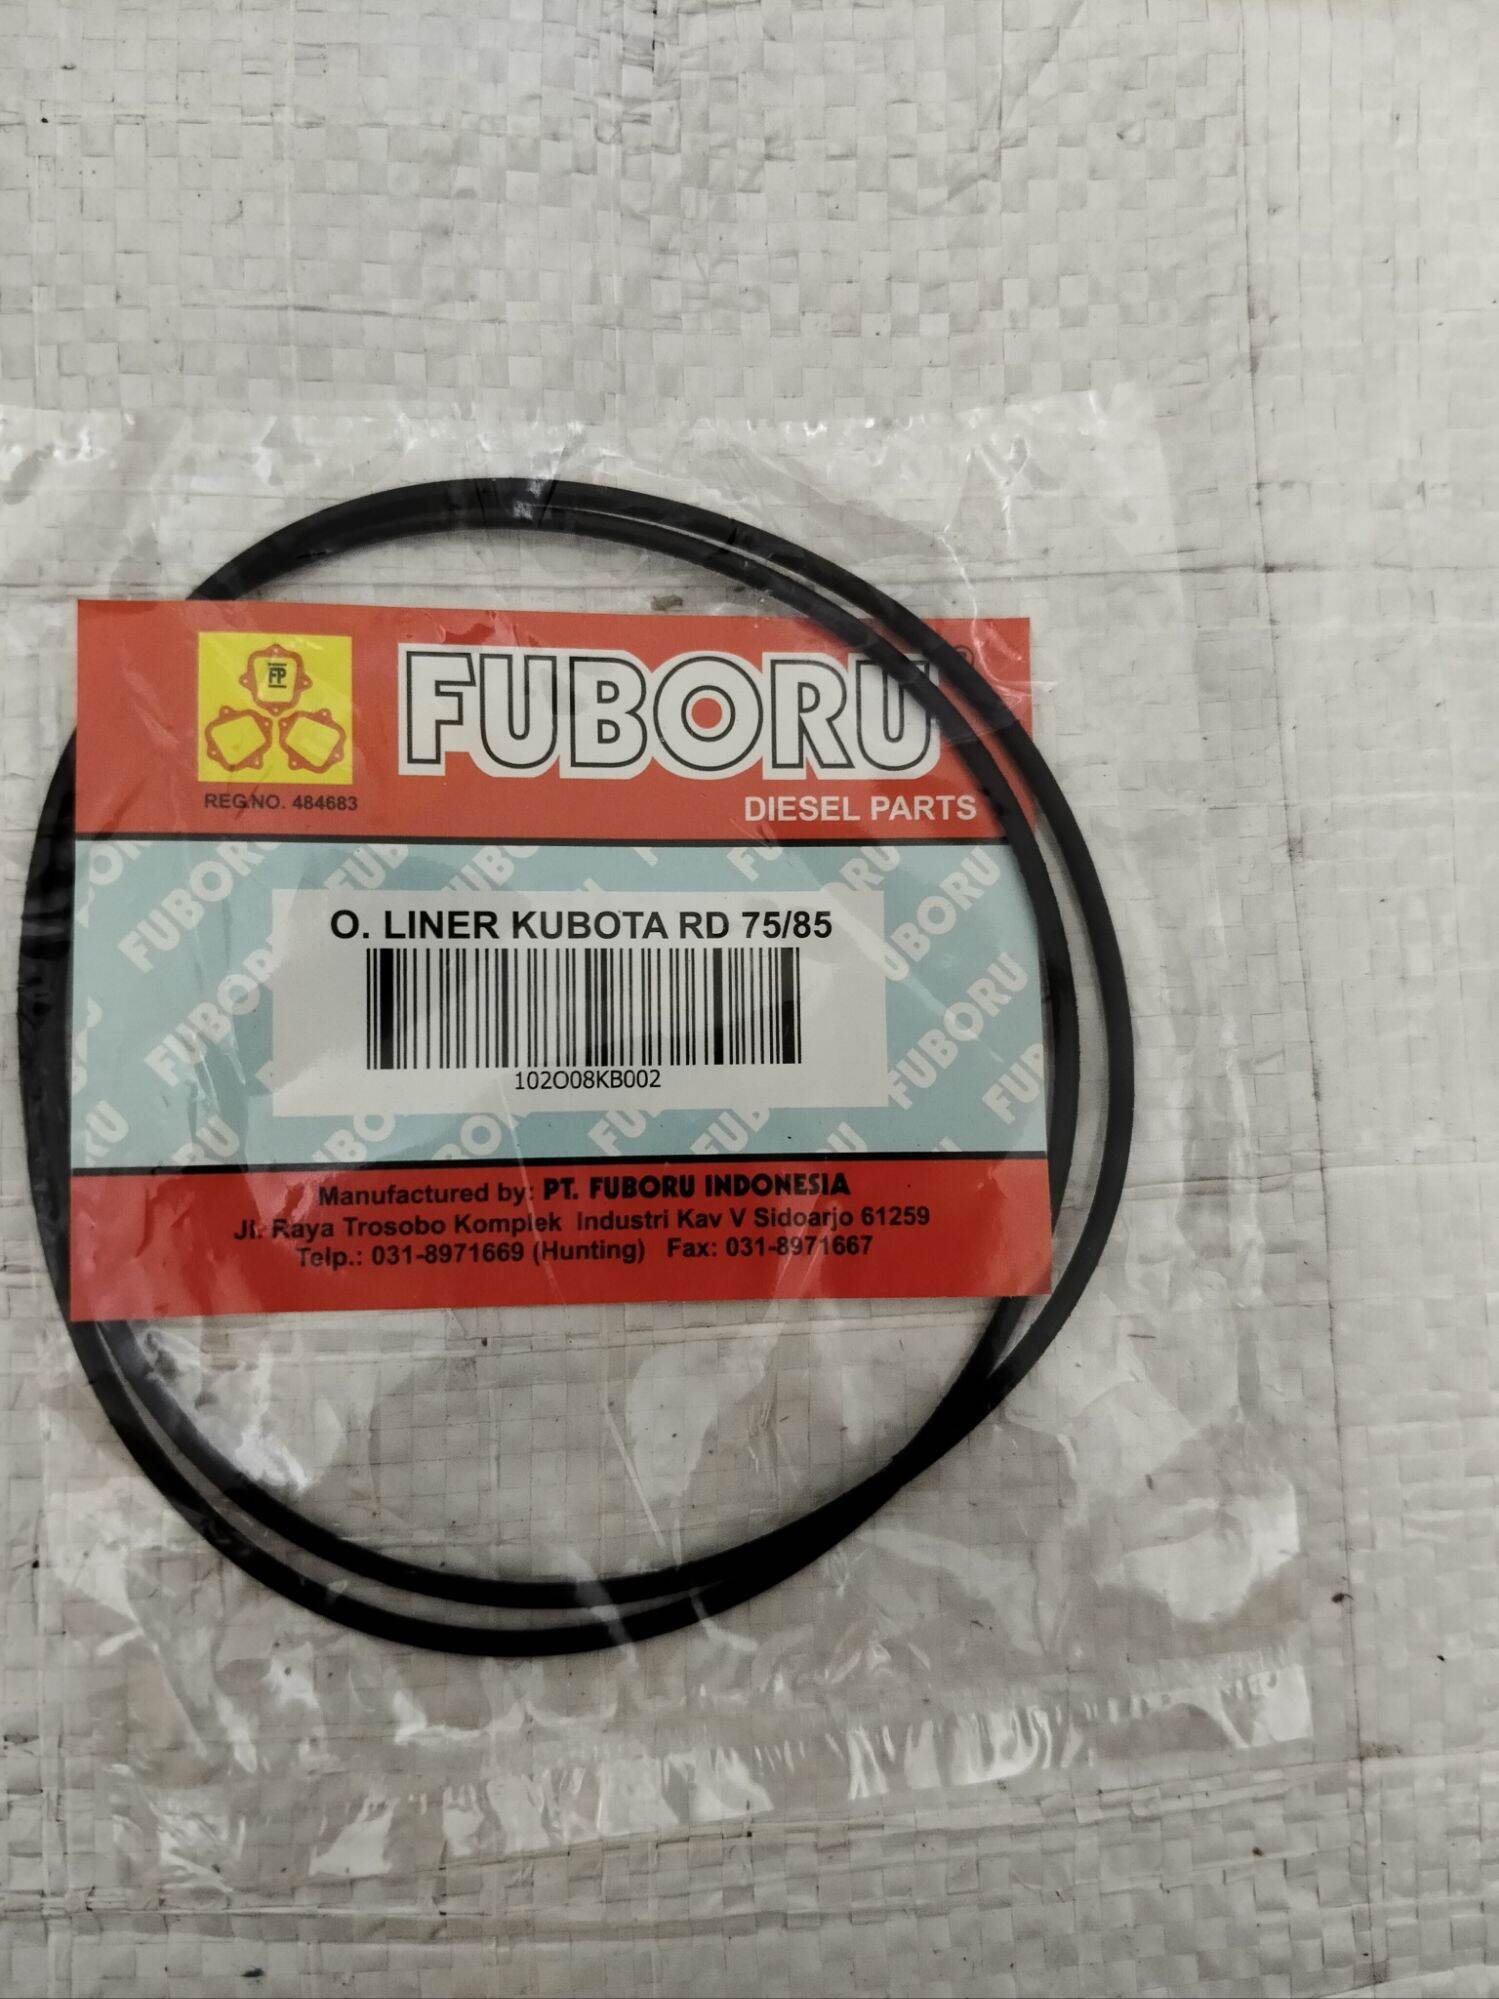 FP
FUBORU
REG.NO. 484683
DIESEL PARTS
O. LINER KUBOTA RD 75/85
102O08KB002
Manufactured by: PT. FUBORU INDONESIA
Jl. Raya Trosobo Komplek Industri Kav V Sidoarjo 61259
Telp.: 031-8971669 (Hunting) Fax: 031-8971667